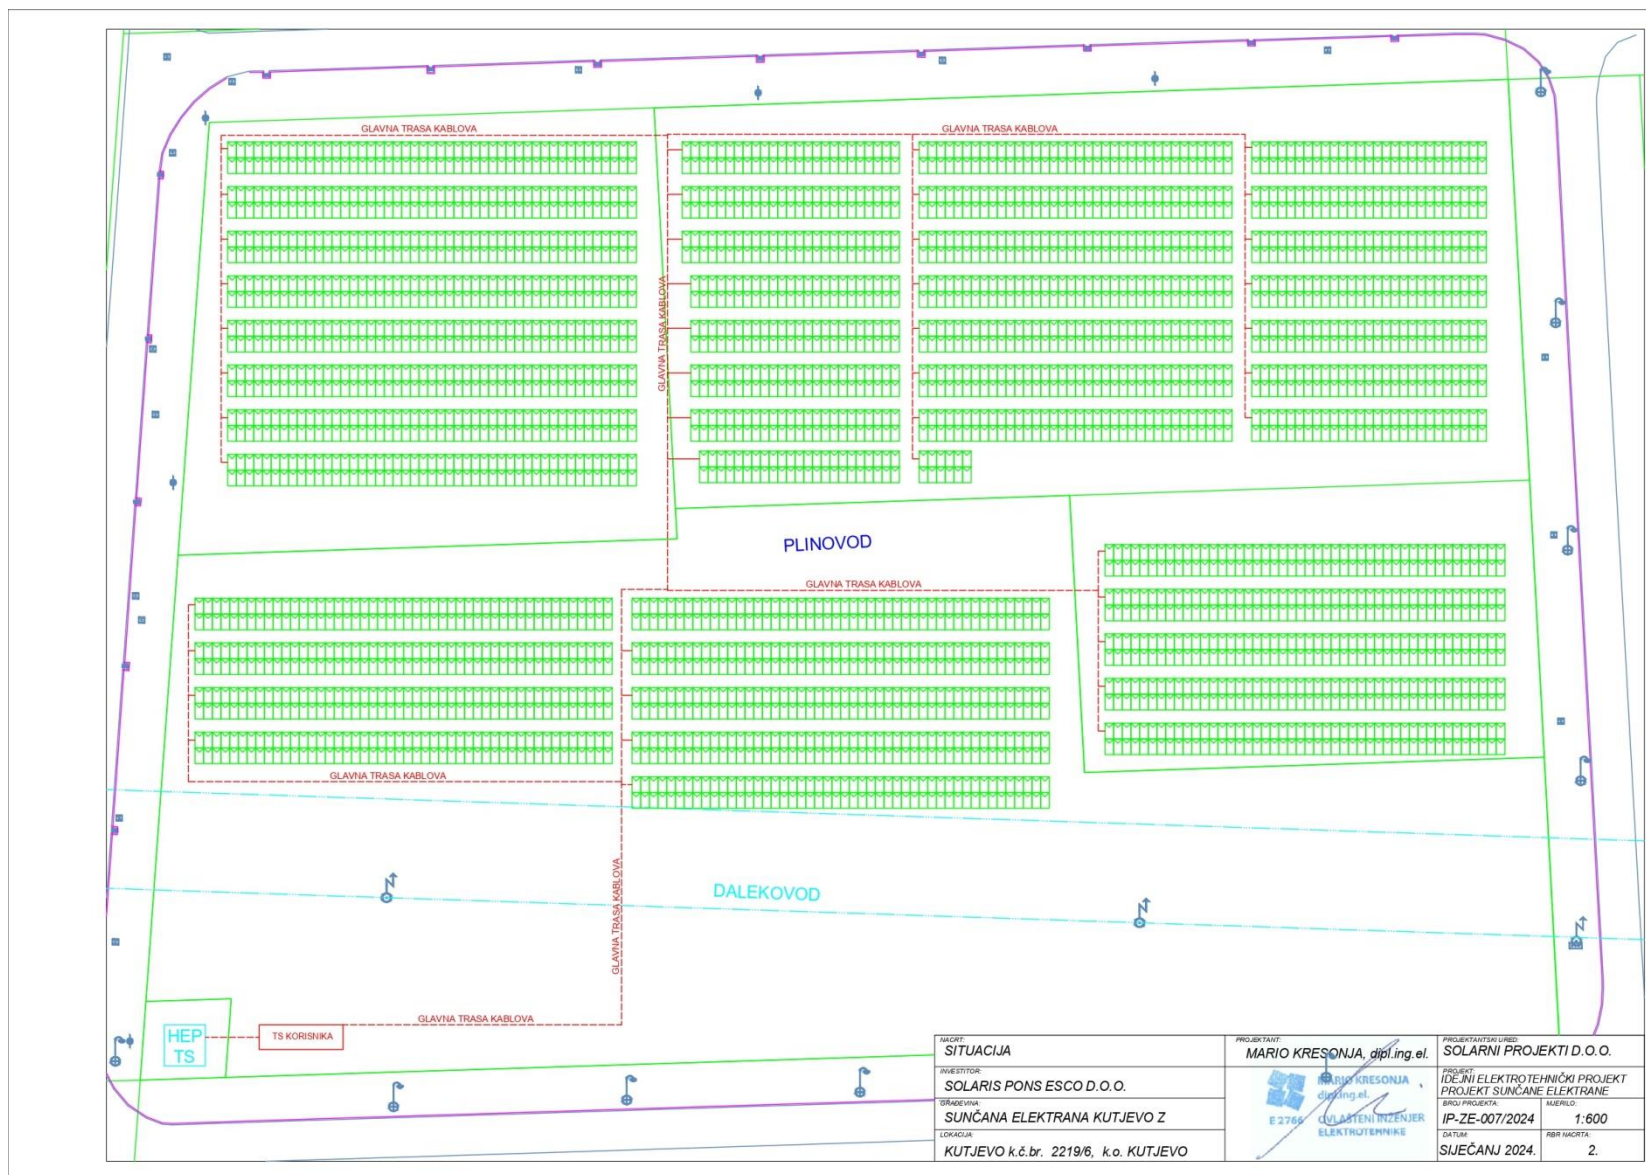 GLAVNA TRASA KABLOVA
GLAVNA TRASA KABLOVA
GLAVNA TRASA KABLOVA
PLINOVOD
GLAVNA TRASA KABLOVA
GLAVNA TRASA KABLOVA
DALEKOVOD
GLAVNA TRASA KABLOVA
GLAVNA TRASA KABLOVA
HEP
TS
TS KORISNIKA
NACRT:
SITUACIJA
INVESTITOR:
SOLARIS PONS ESCO D.O.O.
GRAĐEVINA:
SUNČANA ELEKTRANA KUTJEVO Z
LOKACIJA:
KUTJEVO k.č.br. 2219/6, k.o. KUTJEVO
PROJEKTANT:
MARIO KRESONJA, dipl.ing.el.
MARIO KRESONJA
dipl.ing.el.
E 2766 OVLAŠTENI INŽENJER
ELEKTROTEHNIKE
PROJEKTANTSKI URED:
SOLARNI PROJEKTI D.O.O.
PROJEKT:
IDEJNI ELEKTROTEHNIČKI PROJEKT
PROJEKT SUNČANE ELEKTRANE
BROJ PROJEKTA:
IP-ZE-007/2024
MJERILO:
1:600
DATUM:
SIJEČANJ 2024.
RBR NACRTA:
2.